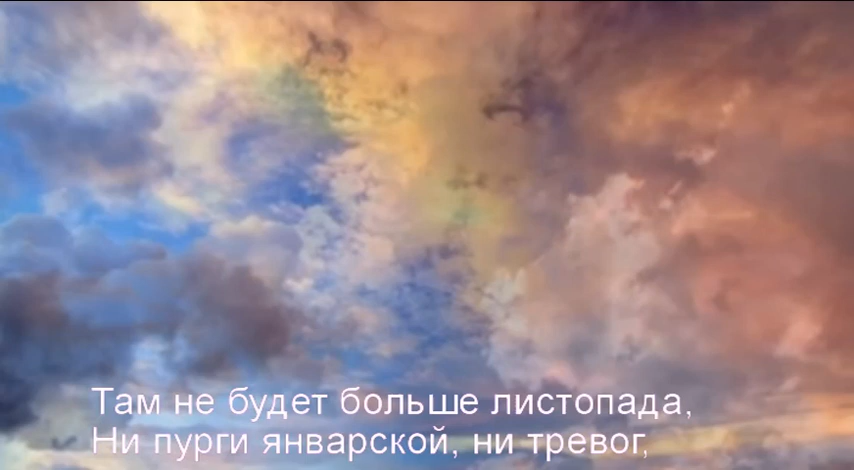 Там не будет больше листопада,
Ни пурги январской, ни тревог,